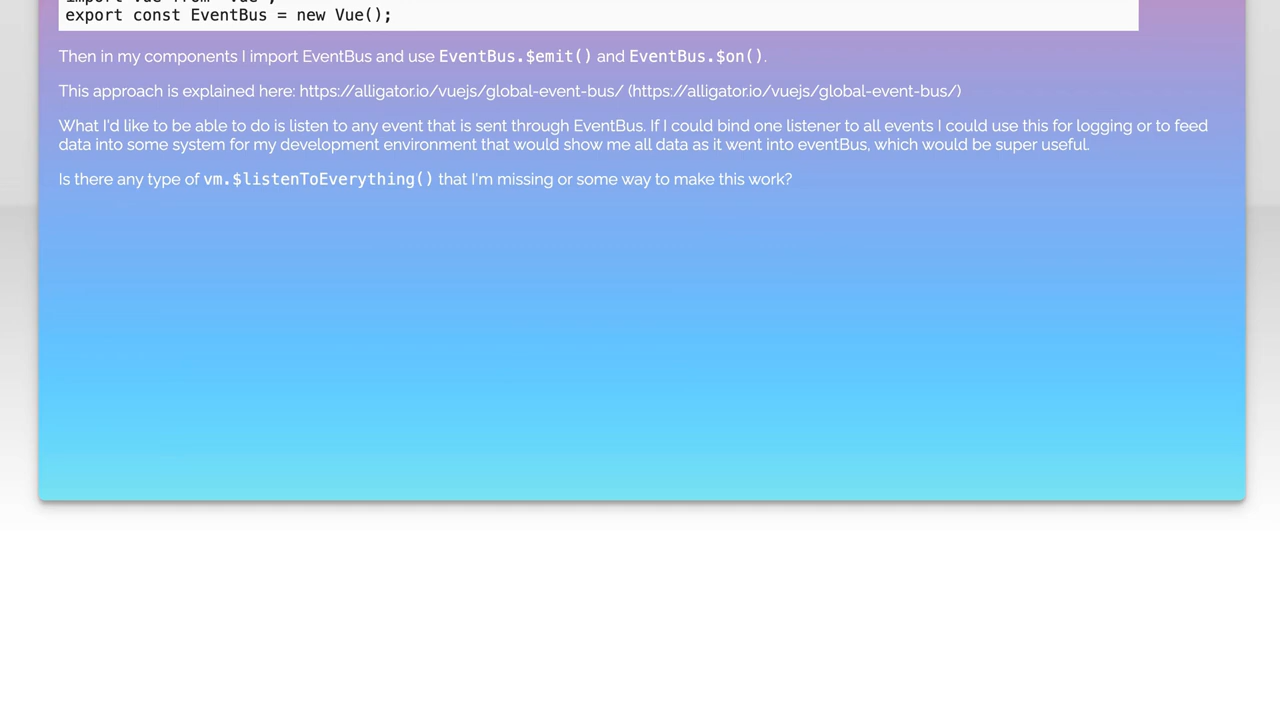 import Vue from 'vue';
export const EventBus = new Vue();
Then in my components I import EventBus and use EventBus.$emit() and EventBus.$on().
This approach is explained here: https://alligator.io/vuejs/global-event-bus/ (https://alligator.io/vuejs/global-event-bus/)
What I'd like to be able to do is listen to any event that is sent through EventBus. If I could bind one listener to all events I could use this for logging or to feed
data into some system for my development environment that would show me all data as it went into eventBus, which would be super useful.
Is there any type of vm.$listenToEverything() that I'm missing or some way to make this work?